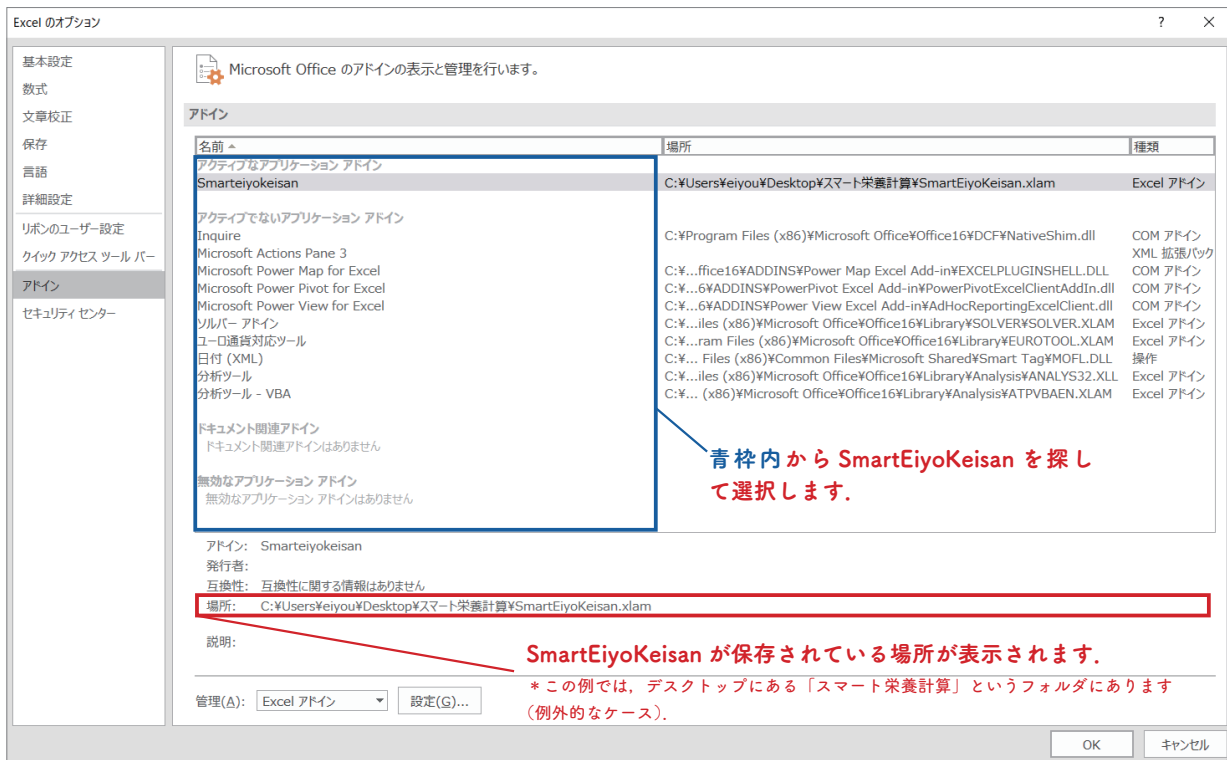 Excel のオプション
? ×
基本設定
数式
文章校正
保存
言語
詳細設定
リボンのユーザー設定
クイック アクセス ツール バー
アドイン
セキュリティ センター
Microsoft Office のアドインの表示と管理を行います。
アドイン
名前 場所 種類
アクティブなアプリケーション アドイン
Smarteiyokeisan C:¥Users¥eiyou¥Desktop¥スマート栄養計算¥SmartEiyoKeisan.xlam Excel アドイン
アクティブでないアプリケーション アドイン
Inquire C:¥Program Files (x86)¥Microsoft Office¥Office16¥DCF¥NativeShim.dll COM アドイン
Microsoft Actions Pane 3 XML 拡張パック
Microsoft Power Map for Excel C:¥...ffice16¥ADDINS¥Power Map Excel Add-in¥EXCELPLUGINSHELL.DLL COM アドイン
Microsoft Power Pivot for Excel C:¥...6¥ADDINS¥PowerPivot Excel Add-in¥PowerPivotExcelClientAddIn.dll COM アドイン
Microsoft Power View for Excel C:¥...6¥ADDINS¥Power View Excel Add-in¥AdHocReportingExcelClient.dll COM アドイン
ソルバー アドイン C:¥...iles (x86)¥Microsoft Office¥Office16¥Library¥SOLVER¥SOLVER.XLAM Excel アドイン
ユーロ通貨対応ツール C:¥...ram Files (x86)¥Microsoft Office¥Office16¥Library¥EUROTOOL.XLAM Excel アドイン
日付 (XML) C:¥... Files (x86)¥Common Files¥Microsoft Shared¥Smart Tag¥MOFL.DLL 操作
分析ツール C:¥...iles (x86)¥Microsoft Office¥Office16¥Library¥Analysis¥ANALYS32.XLL Excel アドイン
分析ツール - VBA C:¥... (x86)¥Microsoft Office¥Office16¥Library¥Analysis¥ATPVBAEN.XLAM Excel アドイン
ドキュメント関連アドイン
ドキュメント関連アドインはありません
無効なアプリケーション アドイン
無効なアプリケーション アドインはありません
青枠内から SmartEiyoKeisan を探し
て選択します.
アドイン: Smarteiyokeisan
発行者:
互換性: 互換性に関する情報はありません
場所: C:¥Users¥eiyou¥Desktop¥スマート栄養計算¥SmartEiyoKeisan.xlam
説明:
SmartEiyoKeisan が保存されている場所が表示されます.
＊この例では，デスクトップにある「スマート栄養計算」というフォルダにあります
(例外的なケース).
管理(A): Excel アドイン 設定(G)...
OK キャンセル